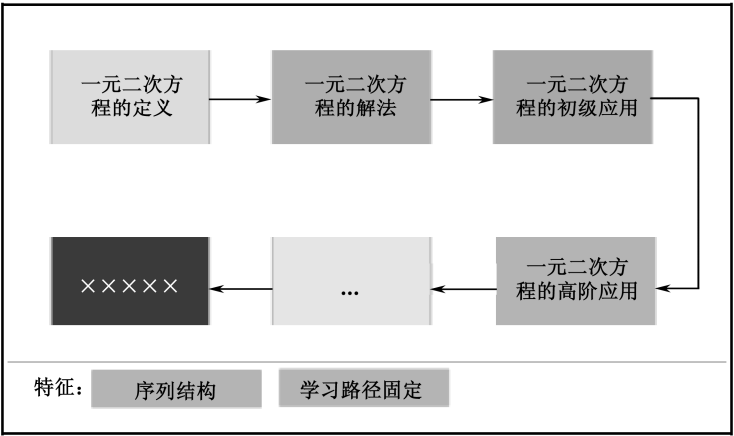 一元二次方
程的定义
一元二次方
程的解法
一元二次方
程的初级应用
一元二次方
程的高阶应用
...
×××××
特征：
序列结构
学习路径固定